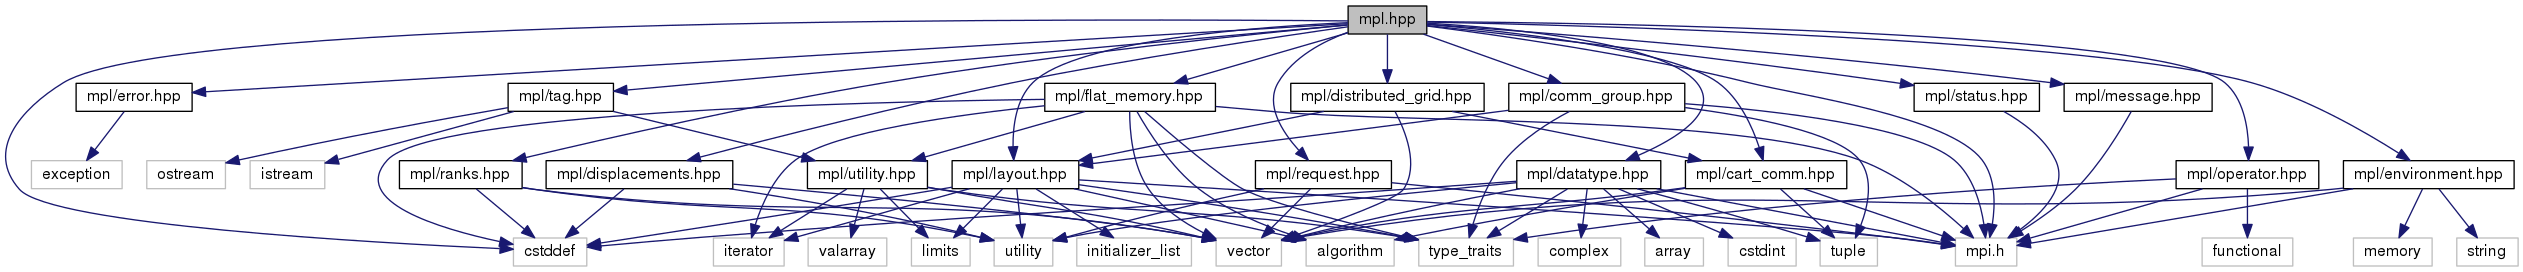 mpl.hpp
mpl/error.hpp
mpl/tag.hpp
mpl/flat_memory.hpp
mpl/distributed_grid.hpp
mpl/comm_group.hpp
mpl/status.hpp
mpl/message.hpp
exception
ostream
istream
mpl/ranks.hpp
mpl/displacements.hpp
mpl/utility.hpp
mpl/layout.hpp
mpl/request.hpp
mpl/datatype.hpp
mpl/cart_comm.hpp
mpl/operator.hpp
mpl/environment.hpp
cstddef
iterator
valarray
limits
utility
initializer_list
vector
algorithm
type_traits
complex
array
cstdint
tuple
mpi.h
functional
memory
string